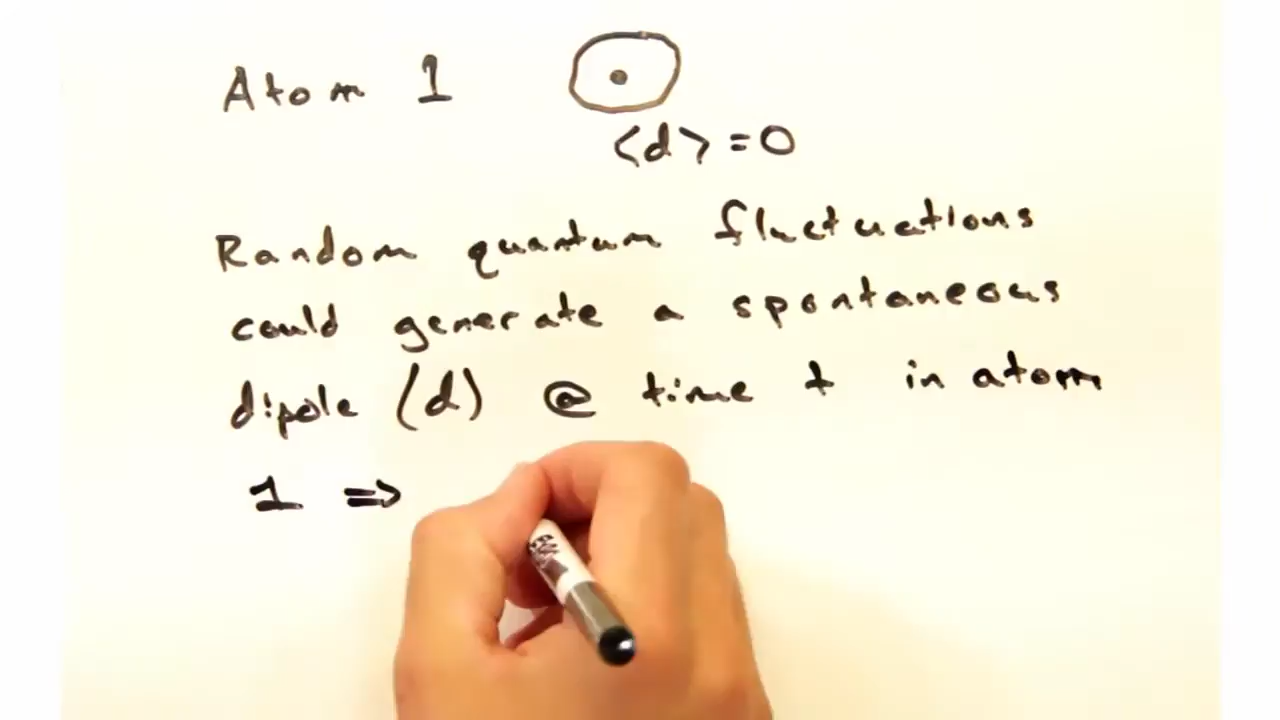 Atom 1
<d> = 0
Random quantum fluctuations
could generate a spontaneous
dipole (d) @ time t in atom
1 ⇒